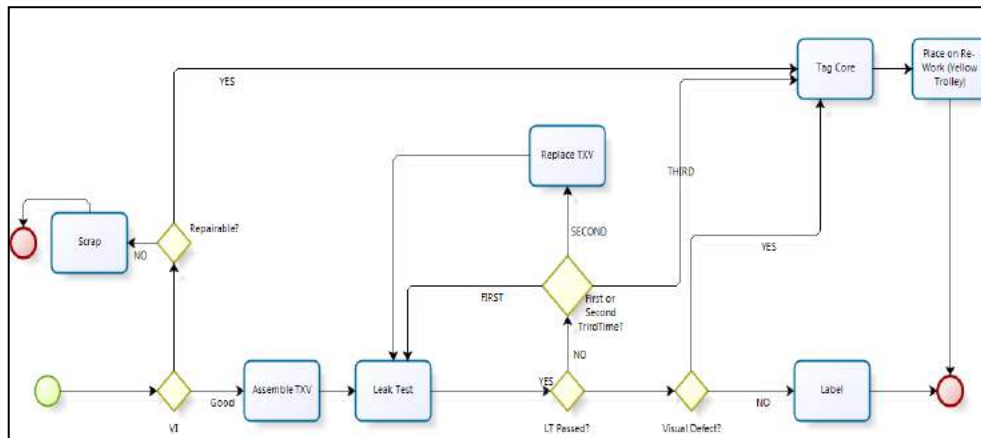 Tag Core
Place on Re-
Work (Yellow
Trolley)
YES
Replace TXV
THIRD
Repairable?
Scrap
NO
SECOND
YES
FIRST
First or
Second
TrirdTime?
NO
Good
Assemble TXV
Leak Test
YES
Label
NO
VI
LT Passed?
Visual Defect?